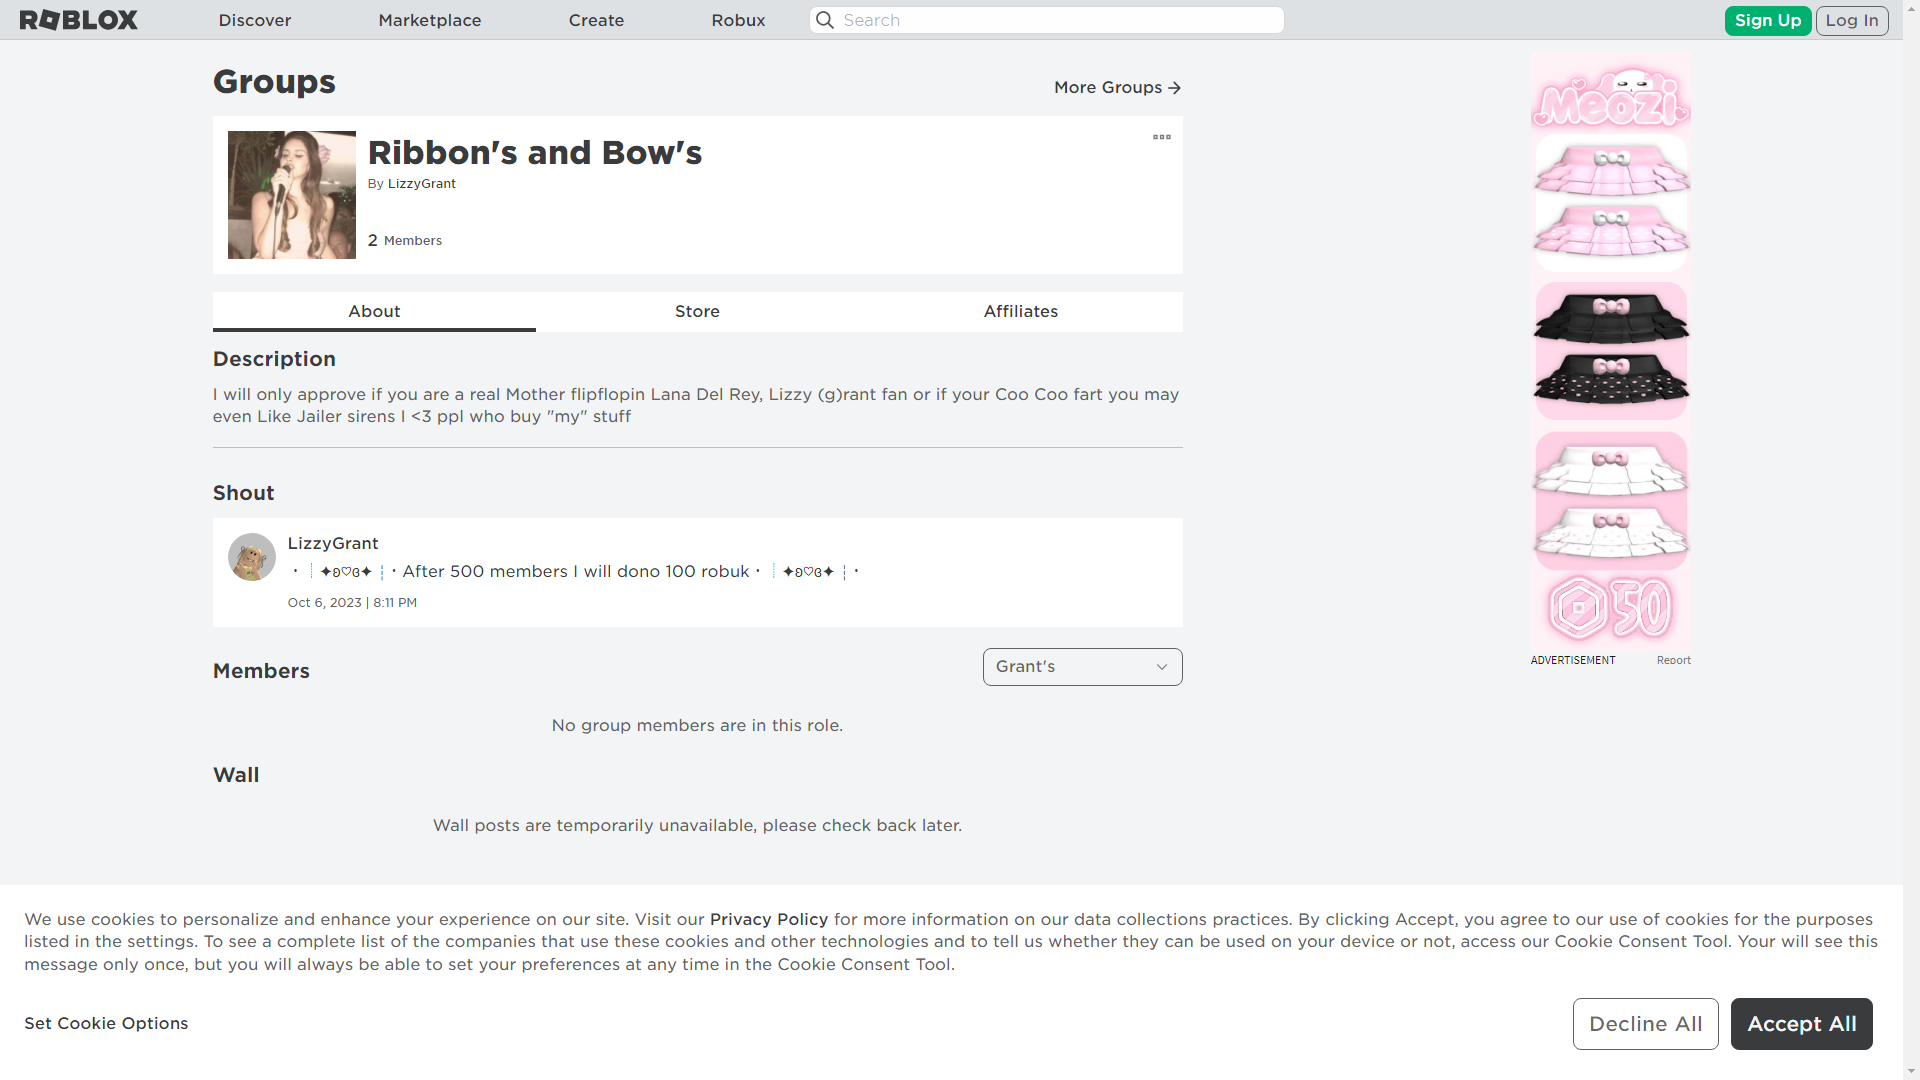 ROBLOX
Discover
Marketplace
Create
Robux
Search
Sign Up
Log In
Groups
More Groups
Ribbon's and Bow's
By LizzyGrant
2 Members
About
Store
Affiliates
Description
I will only approve if you are a real Mother flipflopin Lana Del Rey, Lizzy (g)rant fan or if your Coo Coo fart you may
even Like Jailer sirens I <3 ppl who buy "my" stuff
Shout
LizzyGrant
・┊✦ʚ♡ɞ✦ ┆・After 500 members I will dono 100 robuk・┊✦ʚ♡ɞ✦ ┆・
Oct 6, 2023 | 8:11 PM
Members
Grant's
No group members are in this role.
Wall
Wall posts are temporarily unavailable, please check back later.
Meozi
50
ADVERTISEMENT
Report
We use cookies to personalize and enhance your experience on our site. Visit our Privacy Policy for more information on our data collections practices. By clicking Accept, you agree to our use of cookies for the purposes
listed in the settings. To see a complete list of the companies that use these cookies and other technologies and to tell us whether they can be used on your device or not, access our Cookie Consent Tool. Your will see this
message only once, but you will always be able to set your preferences at any time in the Cookie Consent Tool.
Set Cookie Options
Decline All
Accept All